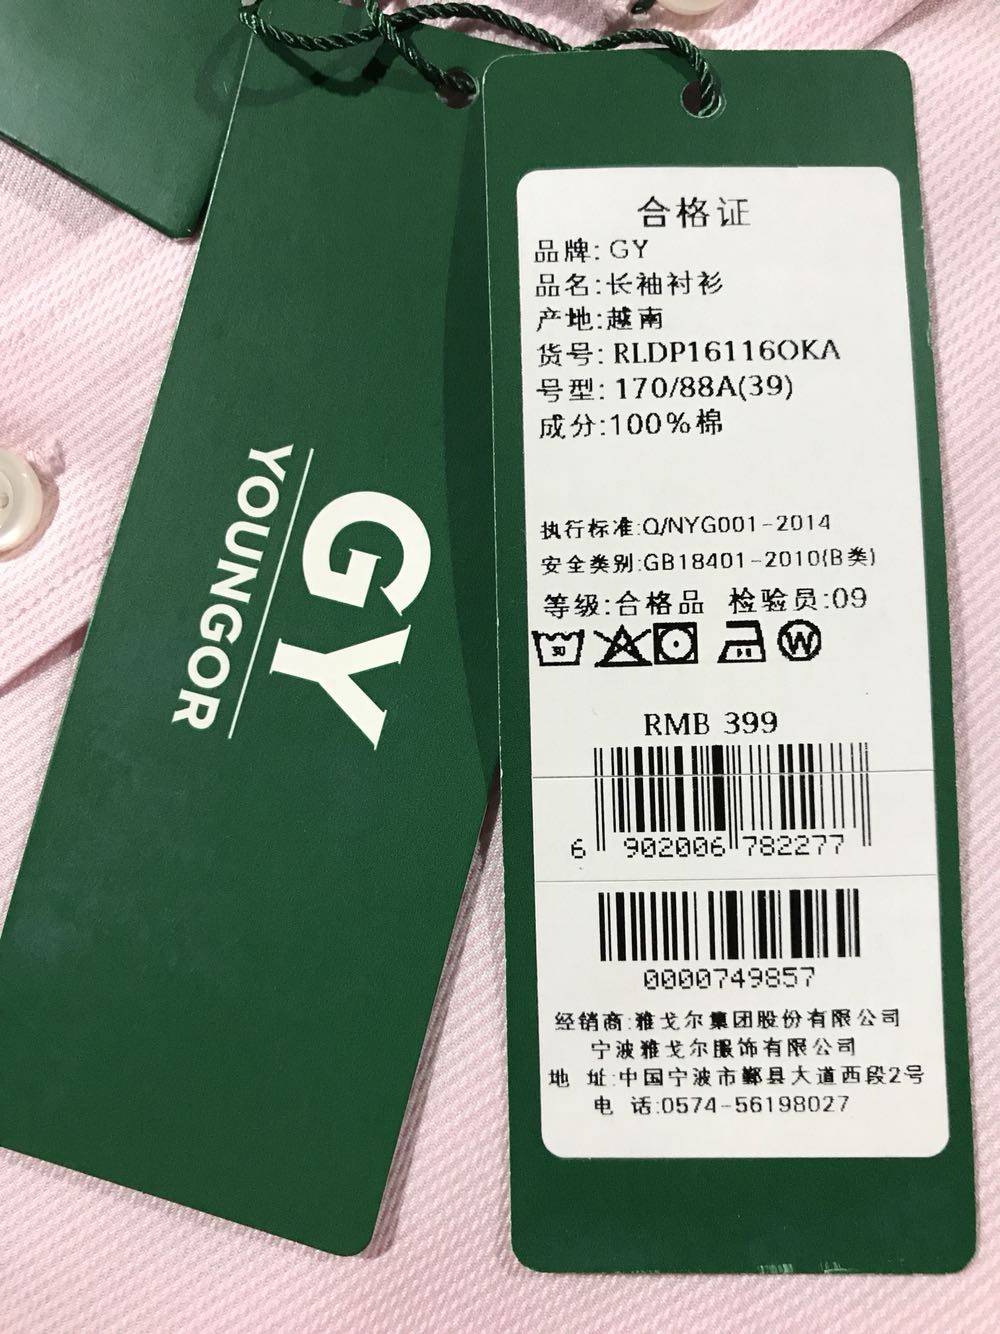 GY
YOUNGOR
合格证
品牌: GY
品名:长袖衬衫
产地:越南
货号: RLDP16116OKA
号型: 170/88A(39)
成分:100%棉
执行标准:Q/NYG001-2014
安全类别:GB18401-2010(B类)
等级:合格品 检验员:09
30
W
RMB 399
6 902006 782277
0000749857
经销商:雅戈尔集团股份有限公司
宁波雅戈尔服饰有限公司
地 址:中国宁波市鄞县大道西段2号
电 话:0574-56198027